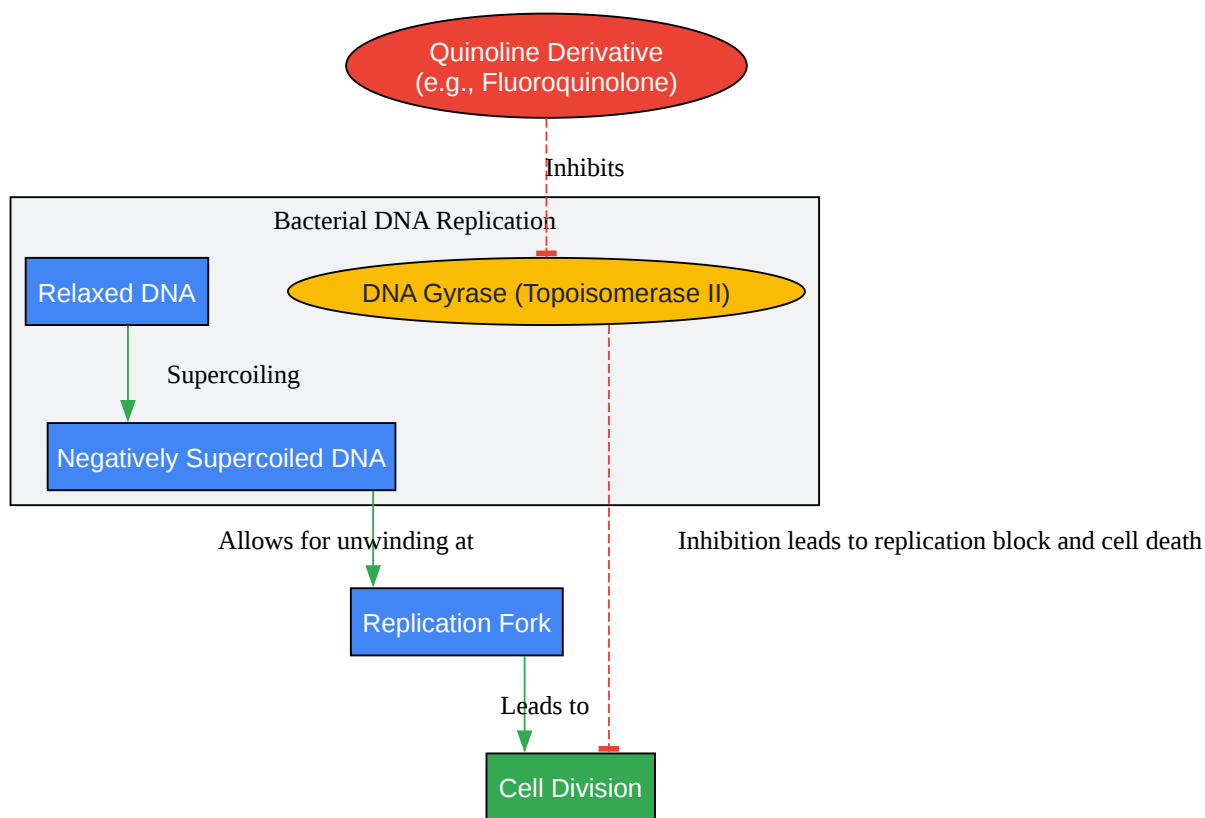 Quinoline Derivative
(e.g., Fluoroquinolone)
Inhibits
Bacterial DNA Replication
Relaxed DNA
DNA Gyrase (Topoisomerase II)
Supercoiling
Negatively Supercoiled DNA
Allows for unwinding at
Inhibition leads to replication block and cell death
Replication Fork
Leads to
Cell Division